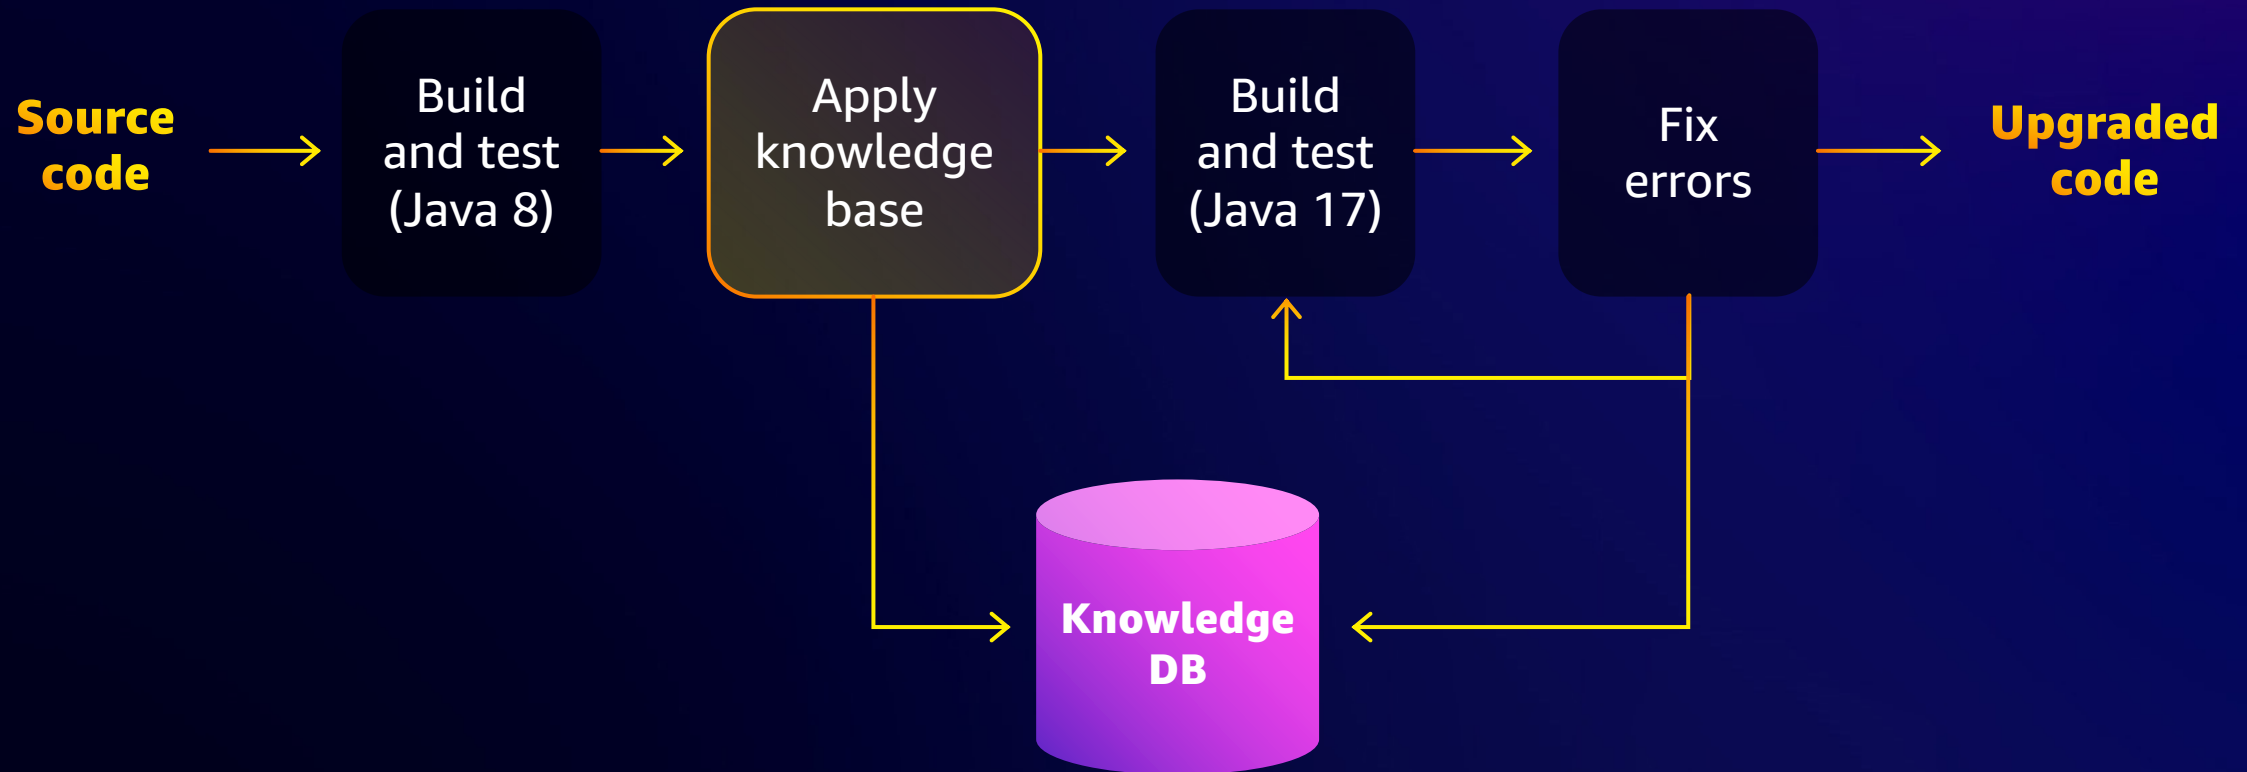 Source
code
Build
and test
(Java 8)
Apply
knowledge
base
Build
and test
(Java 17)
Fix
errors
Upgraded
code
Knowledge
DB